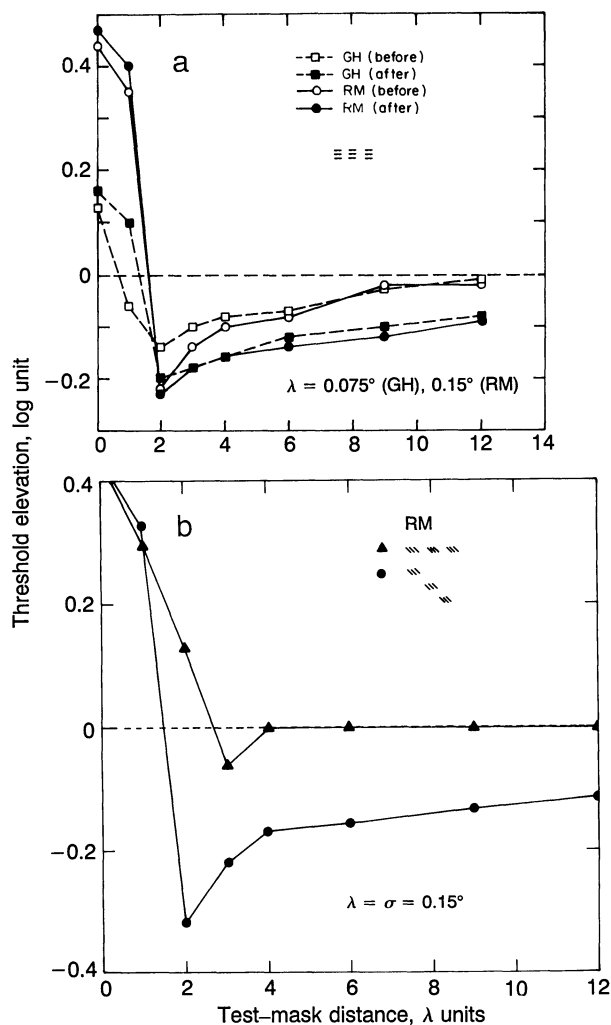 a
GH (before)
GH (after)
RM (before)
RM (after)
0.4
0.2
0
−0.2
λ = 0.075° (GH), 0.15° (RM)
0 2 4 6 8 10 12 14
Threshold elevation, log unit
b
RM
0.4
0.2
0
−0.2
−0.4
λ = σ = 0.15°
0 2 4 6 8 10 12
Test–mask distance, λ units